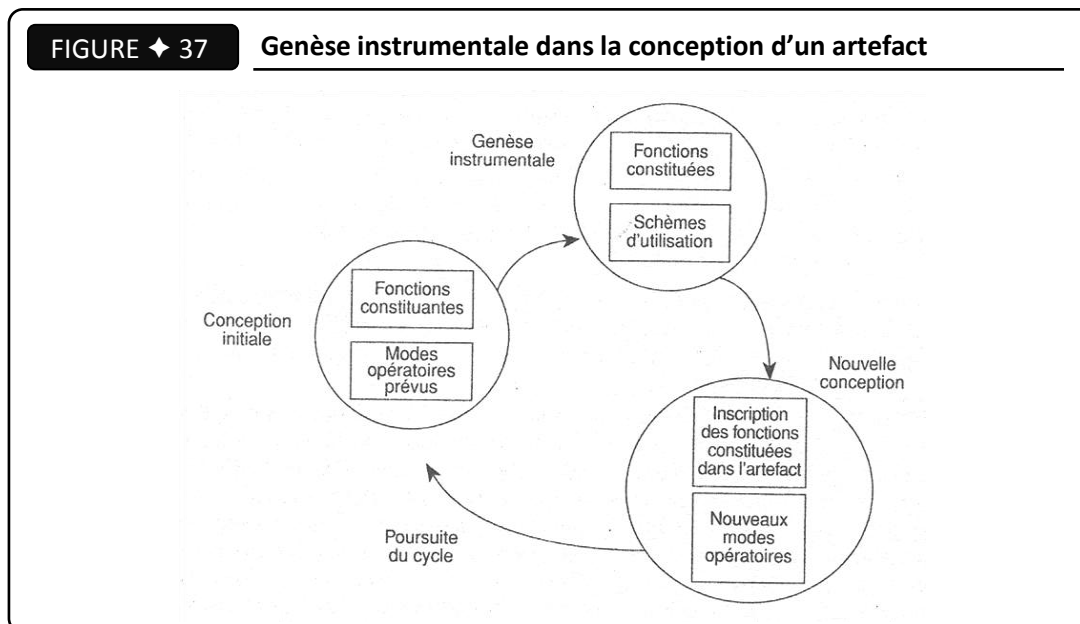 FIGURE ✦ 37
Genèse instrumentale dans la conception d’un artefact
Genèse
instrumentale
Fonctions
constituées
Schèmes
d'utilisation
Conception
initiale
Fonctions
constituantes
Modes
opératoires
prévus
Nouvelle
conception
Inscription
des fonctions
constituées
dans l'artefact
Nouveaux
modes
opératoires
Poursuite
du cycle